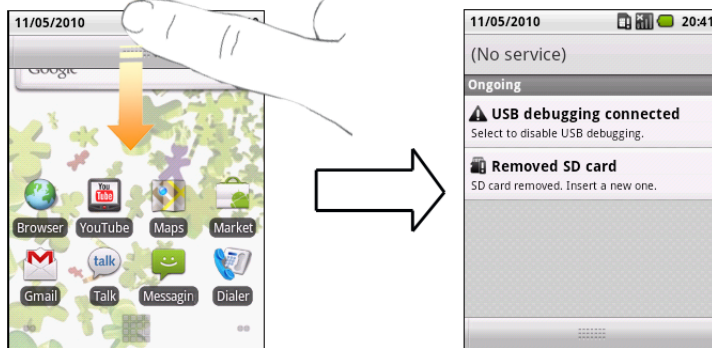 11/05/2010
Google
Browser YouTube Maps Market
Gmail Talk Messagin Dialer
11/05/2010 20:41
(No service)
Ongoing
USB debugging connected
Select to disable USB debugging.
Removed SD card
SD card removed. Insert a new one.